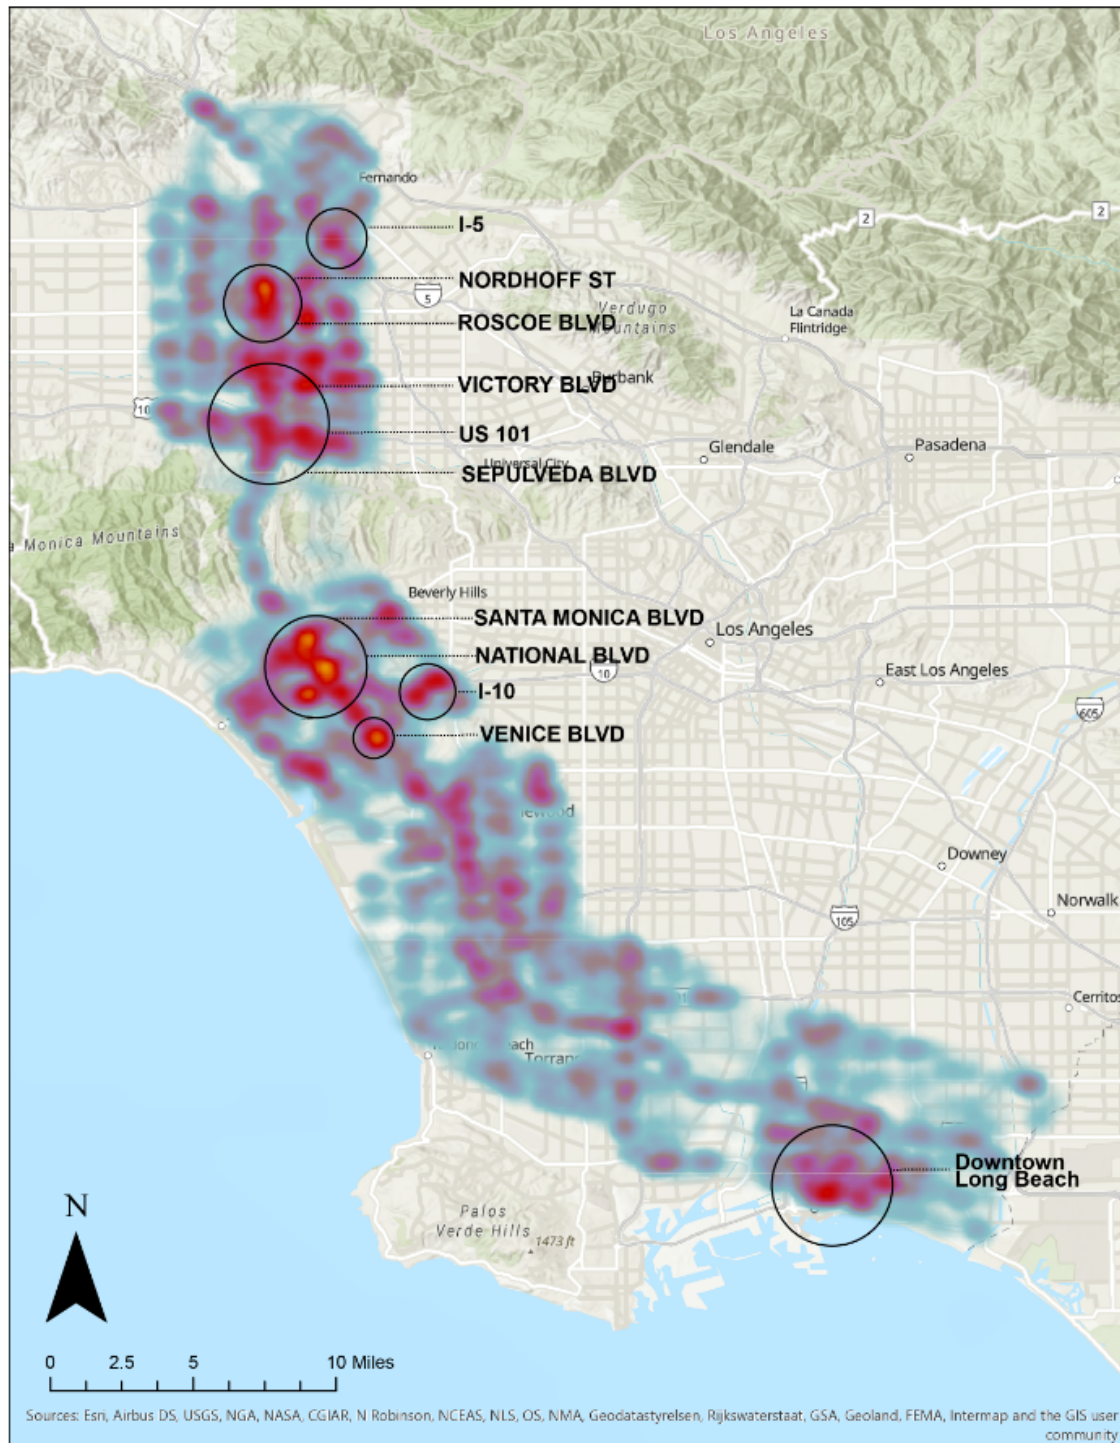 Los Angeles
Fernando
2
2
I-5
NORDHOFF ST
5
Verdugo
Mountains
La Canada
Flintridge
ROSCOE BLVD
VICTORY BLVD
Burbank
10
US 101
Glendale
Pasadena
Universal City
SEPULVEDA BLVD
a Monica Mountains
Beverly Hills
SANTA MONICA BLVD
Los Angeles
NATIONAL BLVD
10
East Los Angeles
I-10
605
VENICE BLVD
ewood
Downey
Norwalk
105
Cerritos
each
Torran
Downtown
Long Beach
N
Palos
Verde Hills
1473 ft
0 2.5 5 10 Miles
Sources: Esri, Airbus DS, USGS, NGA, NASA, CGIAR, N Robinson, NCEAS, NLS, OS, NMA, Geodatastyrelsen, Rijkswaterstaat, GSA, Geoland, FEMA, Intermap and the GIS user
community